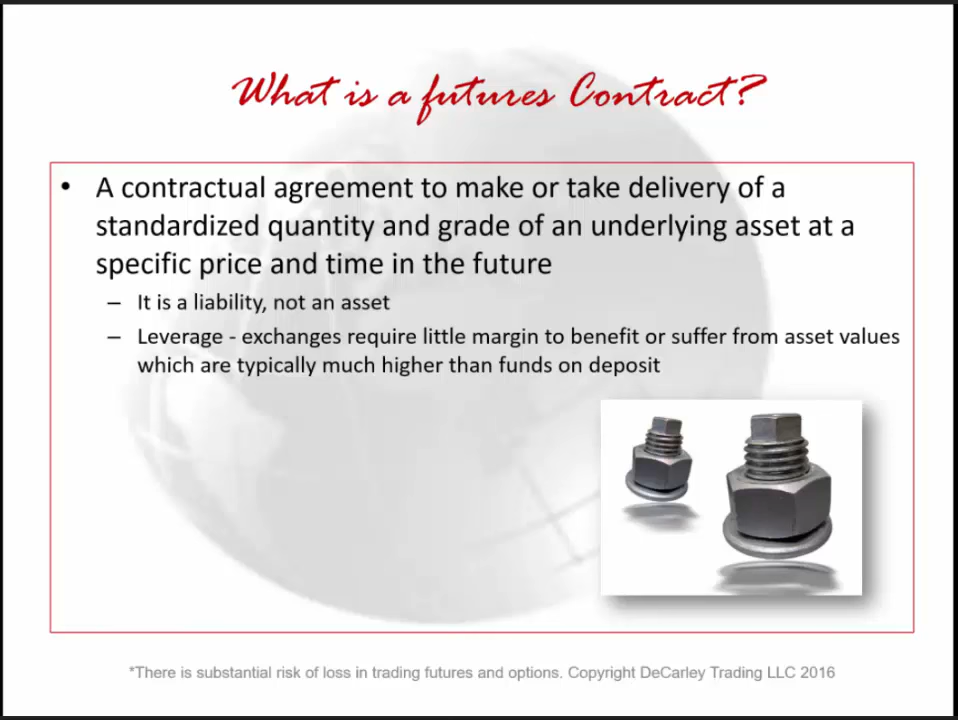 What is a futures Contract?
• A contractual agreement to make or take delivery of a
standardized quantity and grade of an underlying asset at a
specific price and time in the future
– It is a liability, not an asset
– Leverage - exchanges require little margin to benefit or suffer from asset values
which are typically much higher than funds on deposit
*There is substantial risk of loss in trading futures and options. Copyright DeCarley Trading LLC 2016